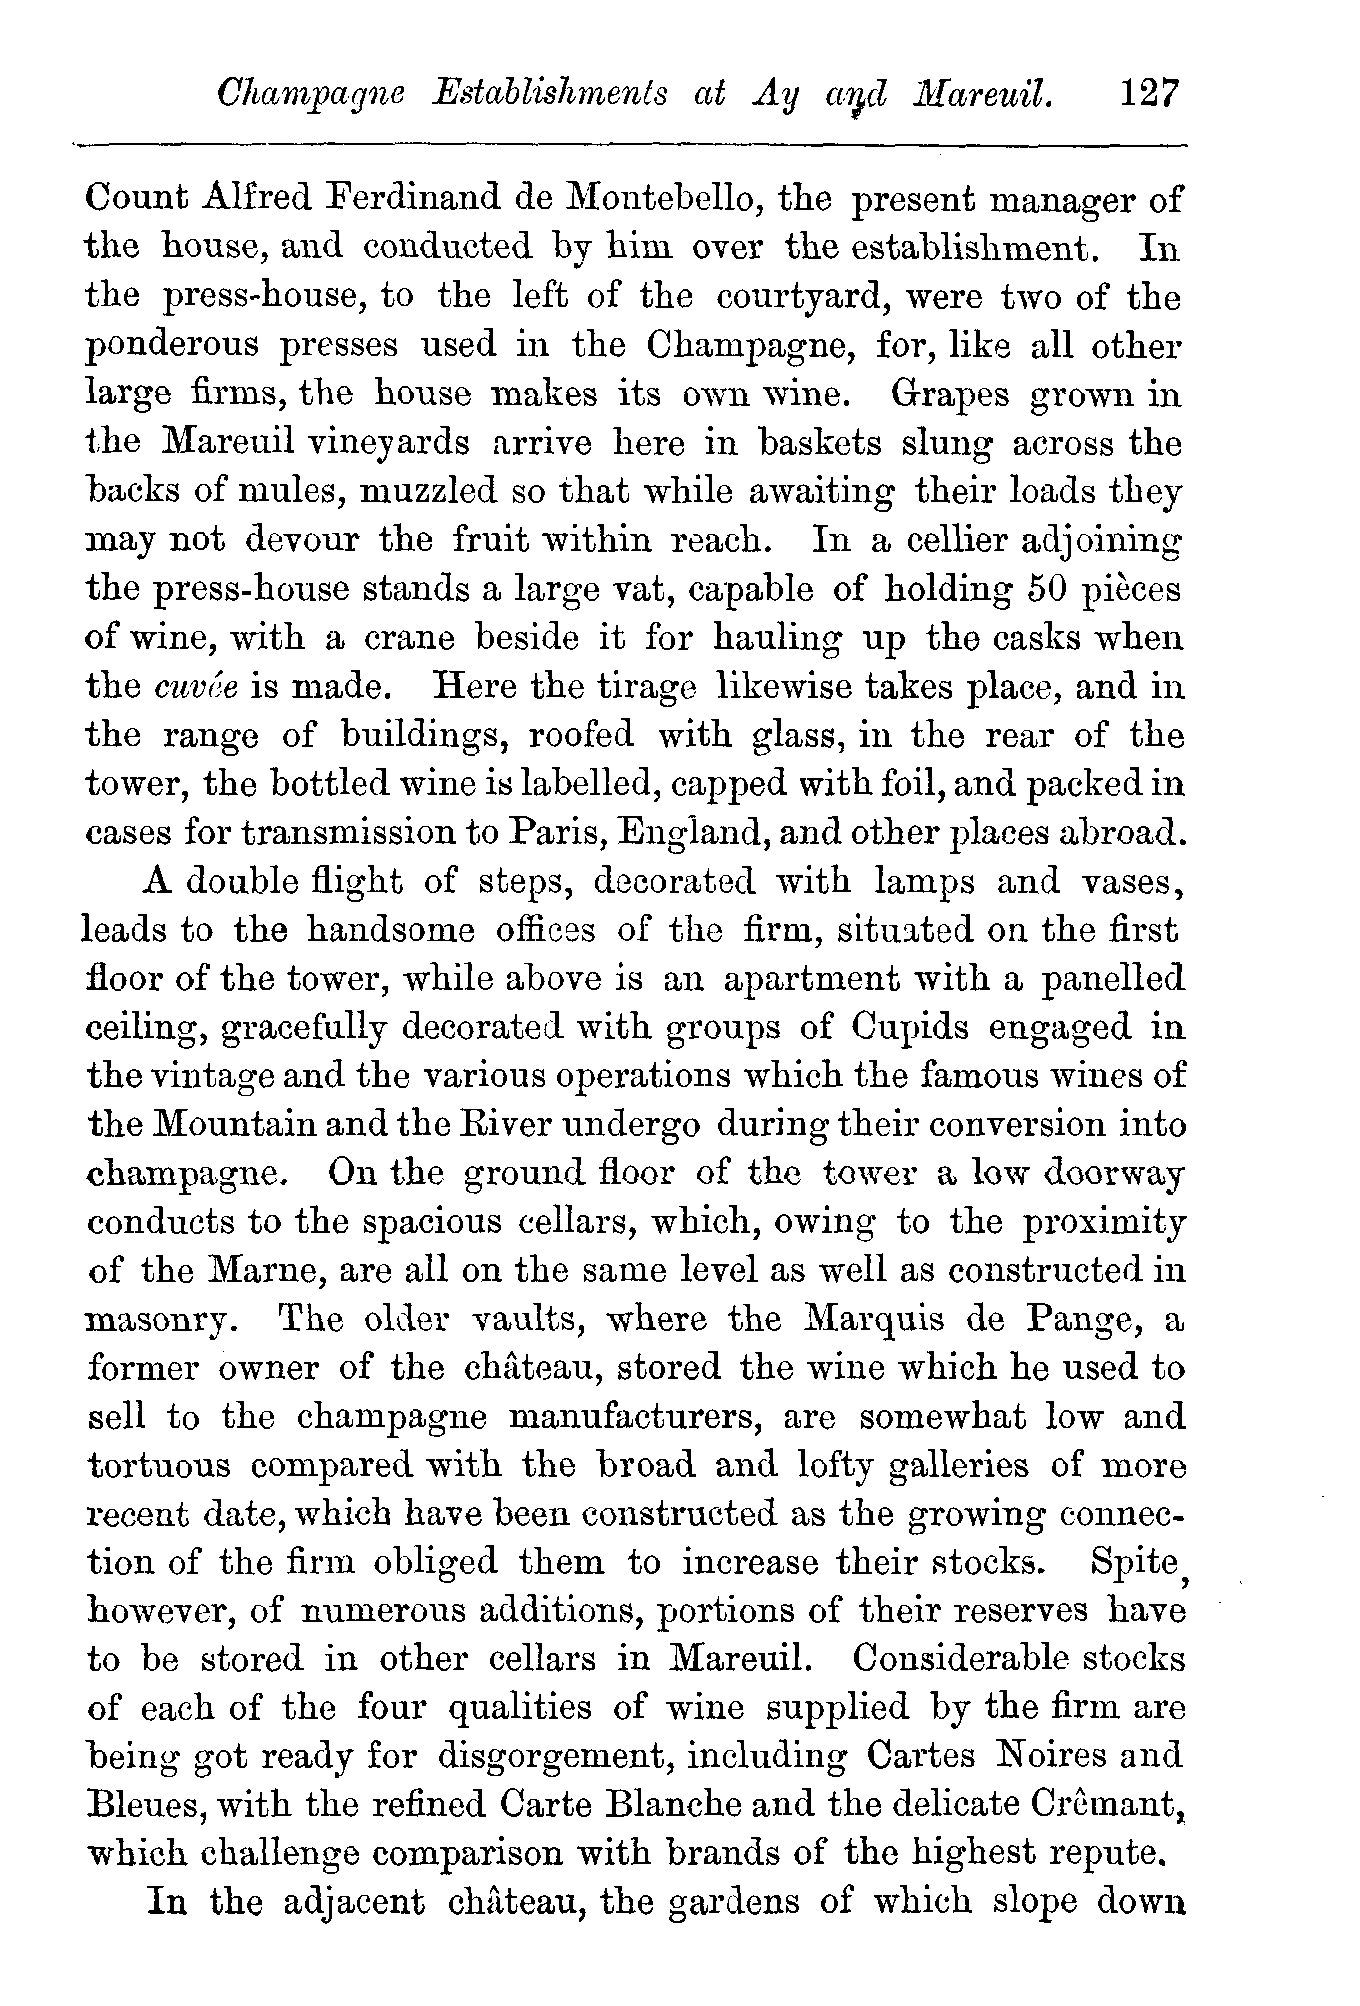 Champagne Establishments at Ay and Mareuil. 127
Count Alfred Ferdinand de Montebello, the present manager of
the house, and conducted by him over the establishment. In
the press-house, to the left of the courtyard, were two of the
ponderous presses used in the Champagne, for, like all other
large firms, the house makes its own wine. Grapes grown in
the Mareuil vineyards arrive here in baskets slung across the
backs of mules, muzzled so that while awaiting their loads they
may not devour the fruit within reach. In a cellier adjoining
the press-house stands a large vat, capable of holding 50 pièces
of wine, with a crane beside it for hauling up the casks when
the cuvée is made. Here the tirage likewise takes place, and in
the range of buildings, roofed with glass, in the rear of the
tower, the bottled wine is labelled, capped with foil, and packed in
cases for transmission to Paris, England, and other places abroad.
A double flight of steps, decorated with lamps and vases,
leads to the handsome offices of the firm, situated on the first
floor of the tower, while above is an apartment with a panelled
ceiling, gracefully decorated with groups of Cupids engaged in
the vintage and the various operations which the famous wines of
the Mountain and the River undergo during their conversion into
champagne. On the ground floor of the tower a low doorway
conducts to the spacious cellars, which, owing to the proximity
of the Marne, are all on the same level as well as constructed in
masonry. The older vaults, where the Marquis de Pange, a
former owner of the château, stored the wine which he used to
sell to the champagne manufacturers, are somewhat low and
tortuous compared with the broad and lofty galleries of more
recent date, which have been constructed as the growing connec-
tion of the firm obliged them to increase their stocks. Spite,
however, of numerous additions, portions of their reserves have
to be stored in other cellars in Mareuil. Considerable stocks
of each of the four qualities of wine supplied by the firm are
being got ready for disgorgement, including Cartes Noires and
Bleues, with the refined Carte Blanche and the delicate Crêmant,
which challenge comparison with brands of the highest repute.
In the adjacent château, the gardens of which slope down